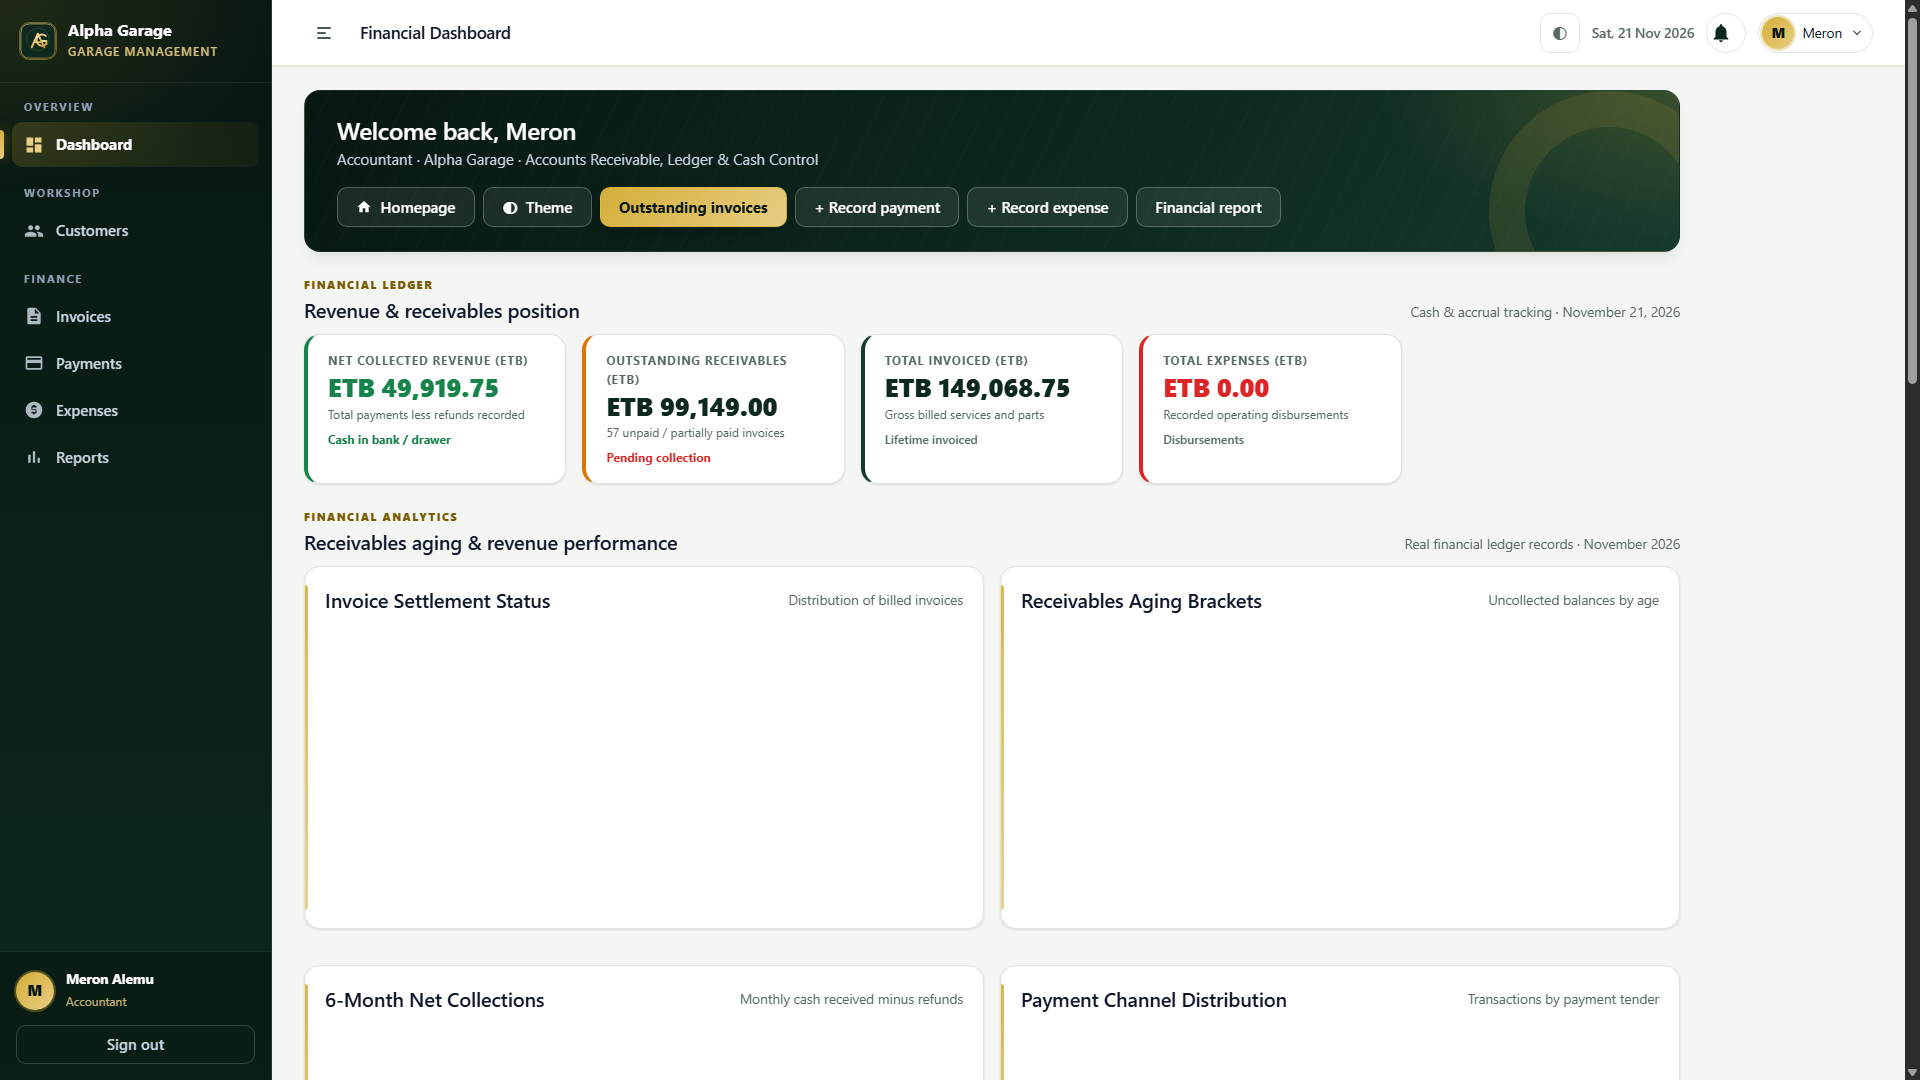 Alpha Garage
GARAGE MANAGEMENT
OVERVIEW
Dashboard
WORKSHOP
Customers
FINANCE
Invoices
Payments
Expenses
Reports
Meron Alemu
Accountant
M
Sign out
Financial Dashboard
Sat, 21 Nov 2026
M
Meron
Welcome back, Meron
Accountant · Alpha Garage · Accounts Receivable, Ledger & Cash Control
Homepage
Theme
Outstanding invoices
+ Record payment
+ Record expense
Financial report
FINANCIAL LEDGER
Revenue & receivables position
Cash & accrual tracking · November 21, 2026
NET COLLECTED REVENUE (ETB)
ETB 49,919.75
Total payments less refunds recorded
Cash in bank / drawer
OUTSTANDING RECEIVABLES
(ETB)
ETB 99,149.00
57 unpaid / partially paid invoices
Pending collection
TOTAL INVOICED (ETB)
ETB 149,068.75
Gross billed services and parts
Lifetime invoiced
TOTAL EXPENSES (ETB)
ETB 0.00
Recorded operating disbursements
Disbursements
FINANCIAL ANALYTICS
Receivables aging & revenue performance
Real financial ledger records · November 2026
Invoice Settlement Status
Distribution of billed invoices
Receivables Aging Brackets
Uncollected balances by age
6-Month Net Collections
Monthly cash received minus refunds
Payment Channel Distribution
Transactions by payment tender